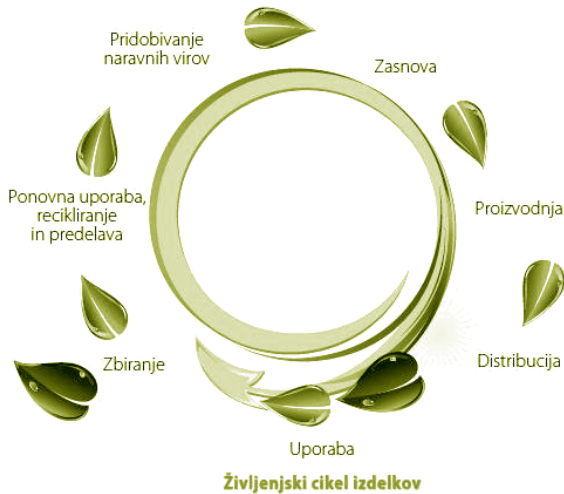 Pridobivanje
naravnih virov
Zasnova
Proizvodnja
Distribucija
Uporaba
Zbiranje
Ponovna uporaba,
recikliranje
in predelava
Življenjski cikel izdelkov